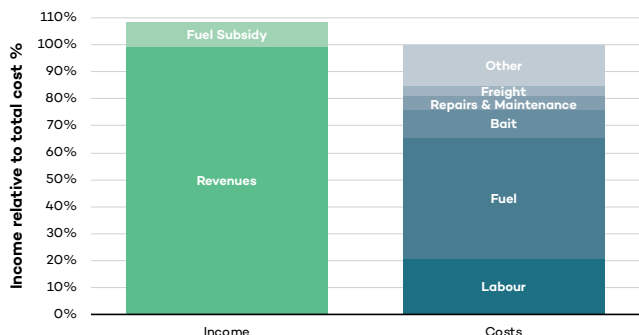 Income relative to total cost %
110%
100%
90%
80%
70%
60%
50%
40%
30%
20%
10%
0%
Fuel Subsidy
Revenues
Other
Freight
Repairs & Maintenance
Bait
Fuel
Labour
Income
Costs